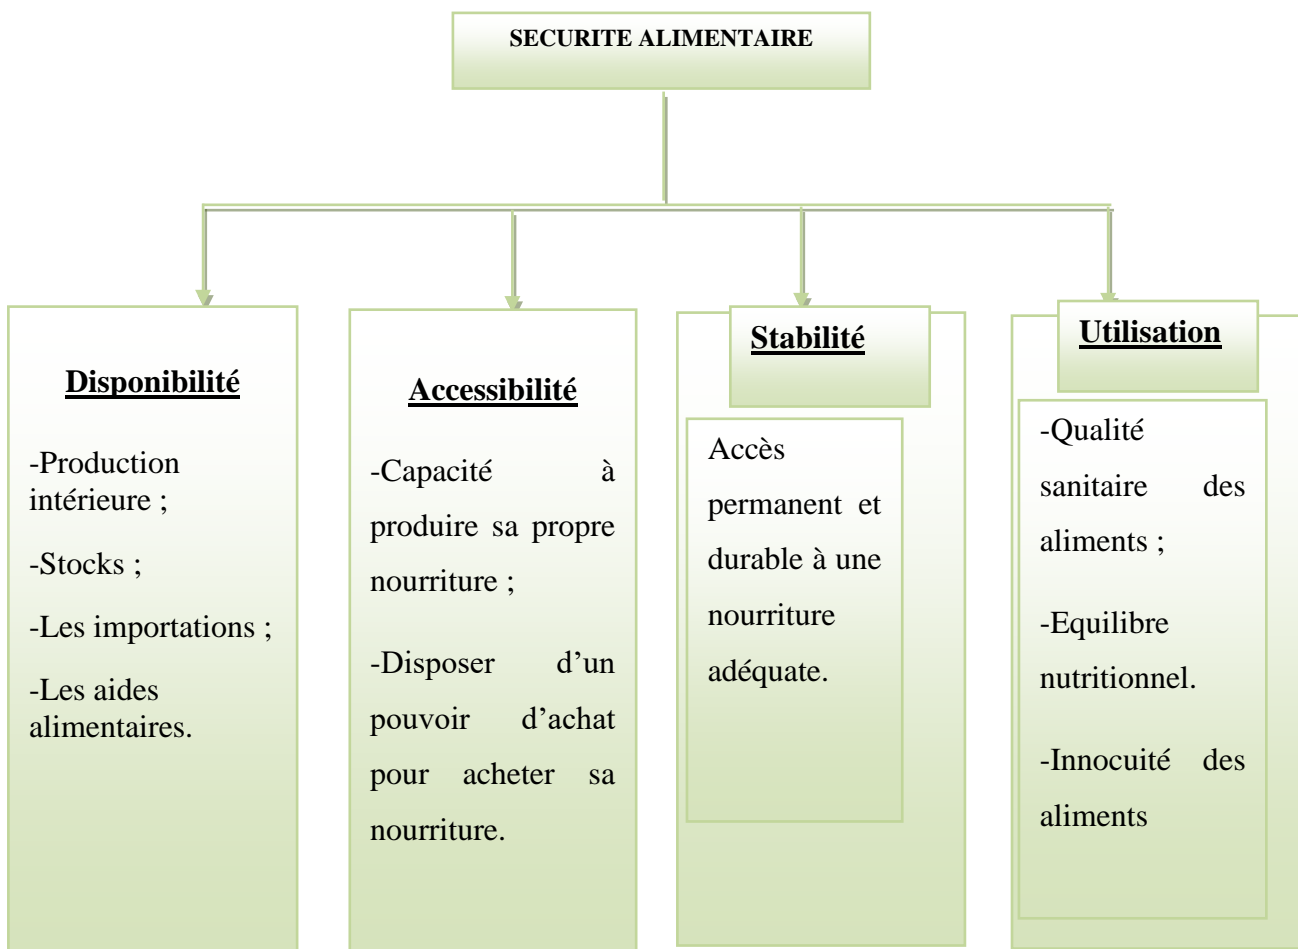 SECURITE ALIMENTAIRE
Disponibilité
-Production
intérieure ;
-Stocks ;
-Les importations ;
-Les aides
alimentaires.
Accessibilité
-Capacité à
produire sa propre
nourriture ;
-Disposer d’un
pouvoir d’achat
pour acheter sa
nourriture.
Stabilité
Accès
permanent et
durable à une
nourriture
adéquate.
Utilisation
-Qualité
sanitaire des
aliments ;
-Equilibre
nutritionnel.
-Innocuité des
aliments